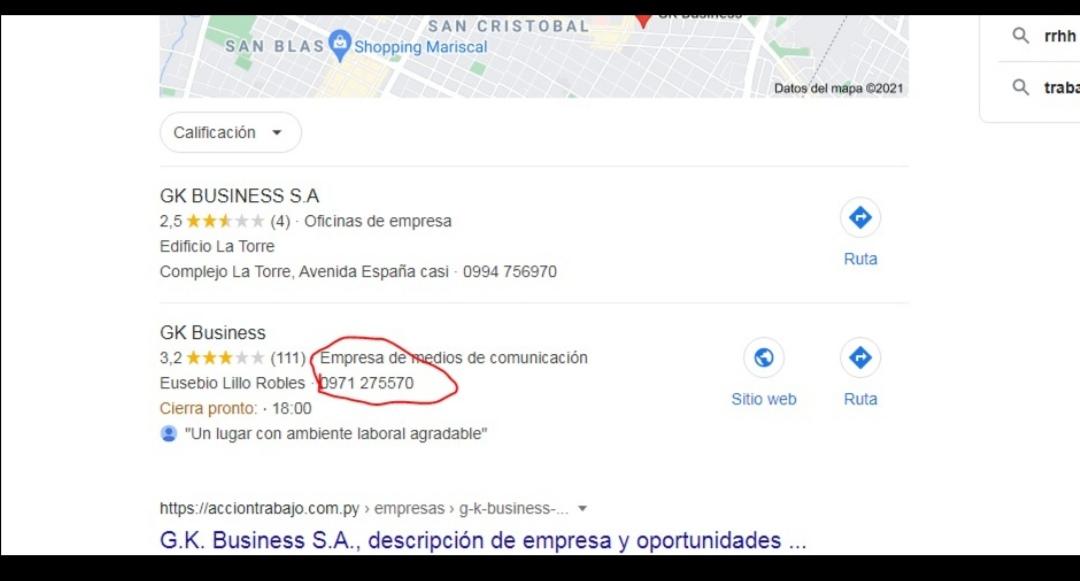 SAN CRISTOBAL
GK Business
SAN BLAS
Shopping Mariscal
Datos del mapa ©2021
rrhh
Calificación
GK BUSINESS S.A
2,5 (4) · Oficinas de empresa
Edificio La Torre
Complejo La Torre, Avenida España casi · 0994 756970
Ruta
GK Business
3,2 (111) · Empresa de medios de comunicación
Eusebio Lillo Robles · 0971 275570
Cierra pronto: · 18:00
"Un lugar con ambiente laboral agradable"
Sitio web
Ruta
https://acciontrabajo.com.py › empresas › g-k-business-...
G.K. Business S.A., descripción de empresa y oportunidades ...